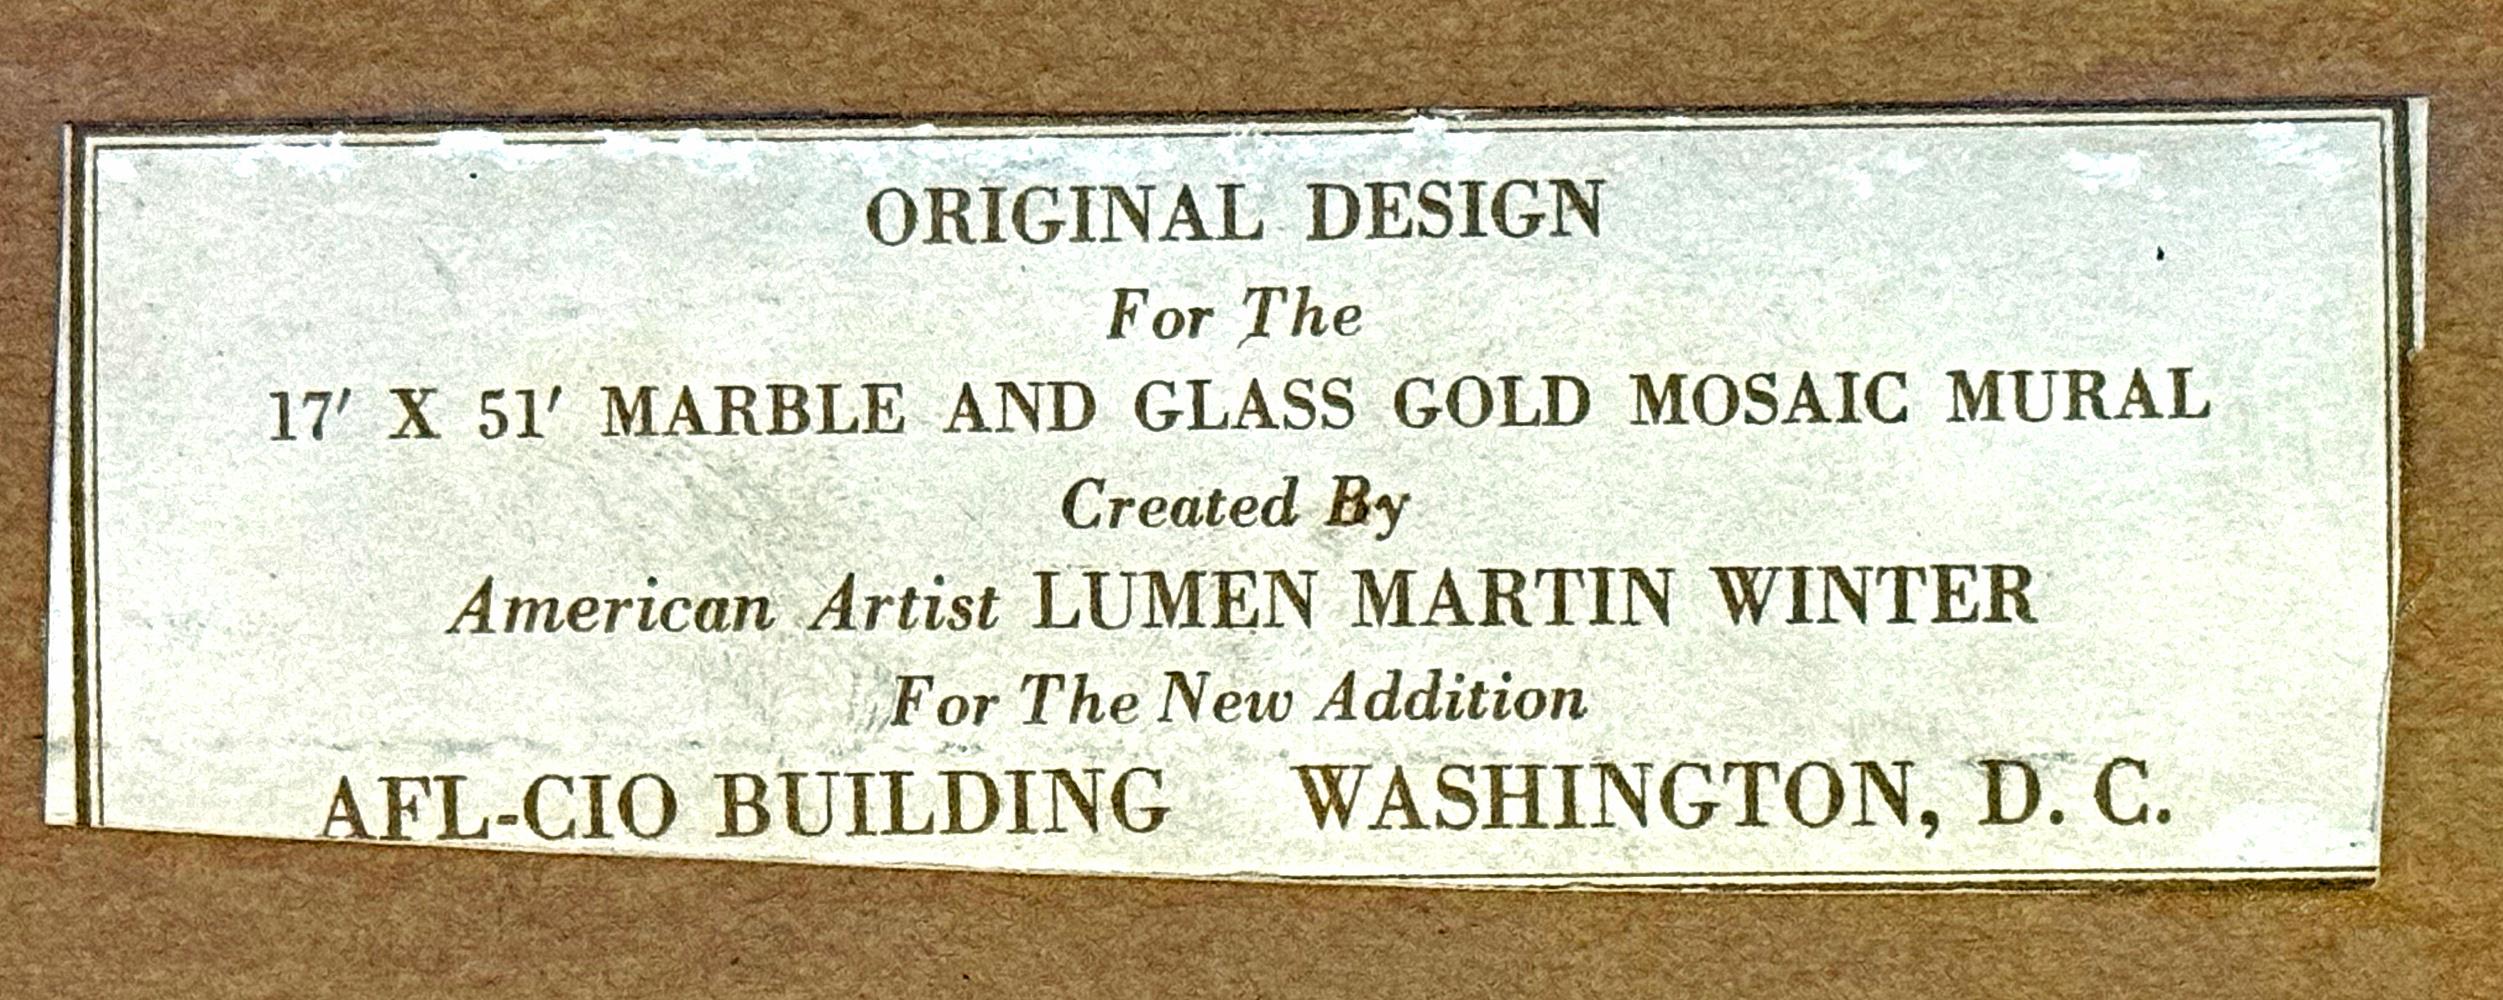 ORIGINAL DESIGN
For The
17' X 51' MARBLE AND GLASS GOLD MOSAIC MURAL
Created By
American Artist LUMEN MARTIN WINTER
For The New Addition
AFL-CIO BUILDING WASHINGTON, D. C.